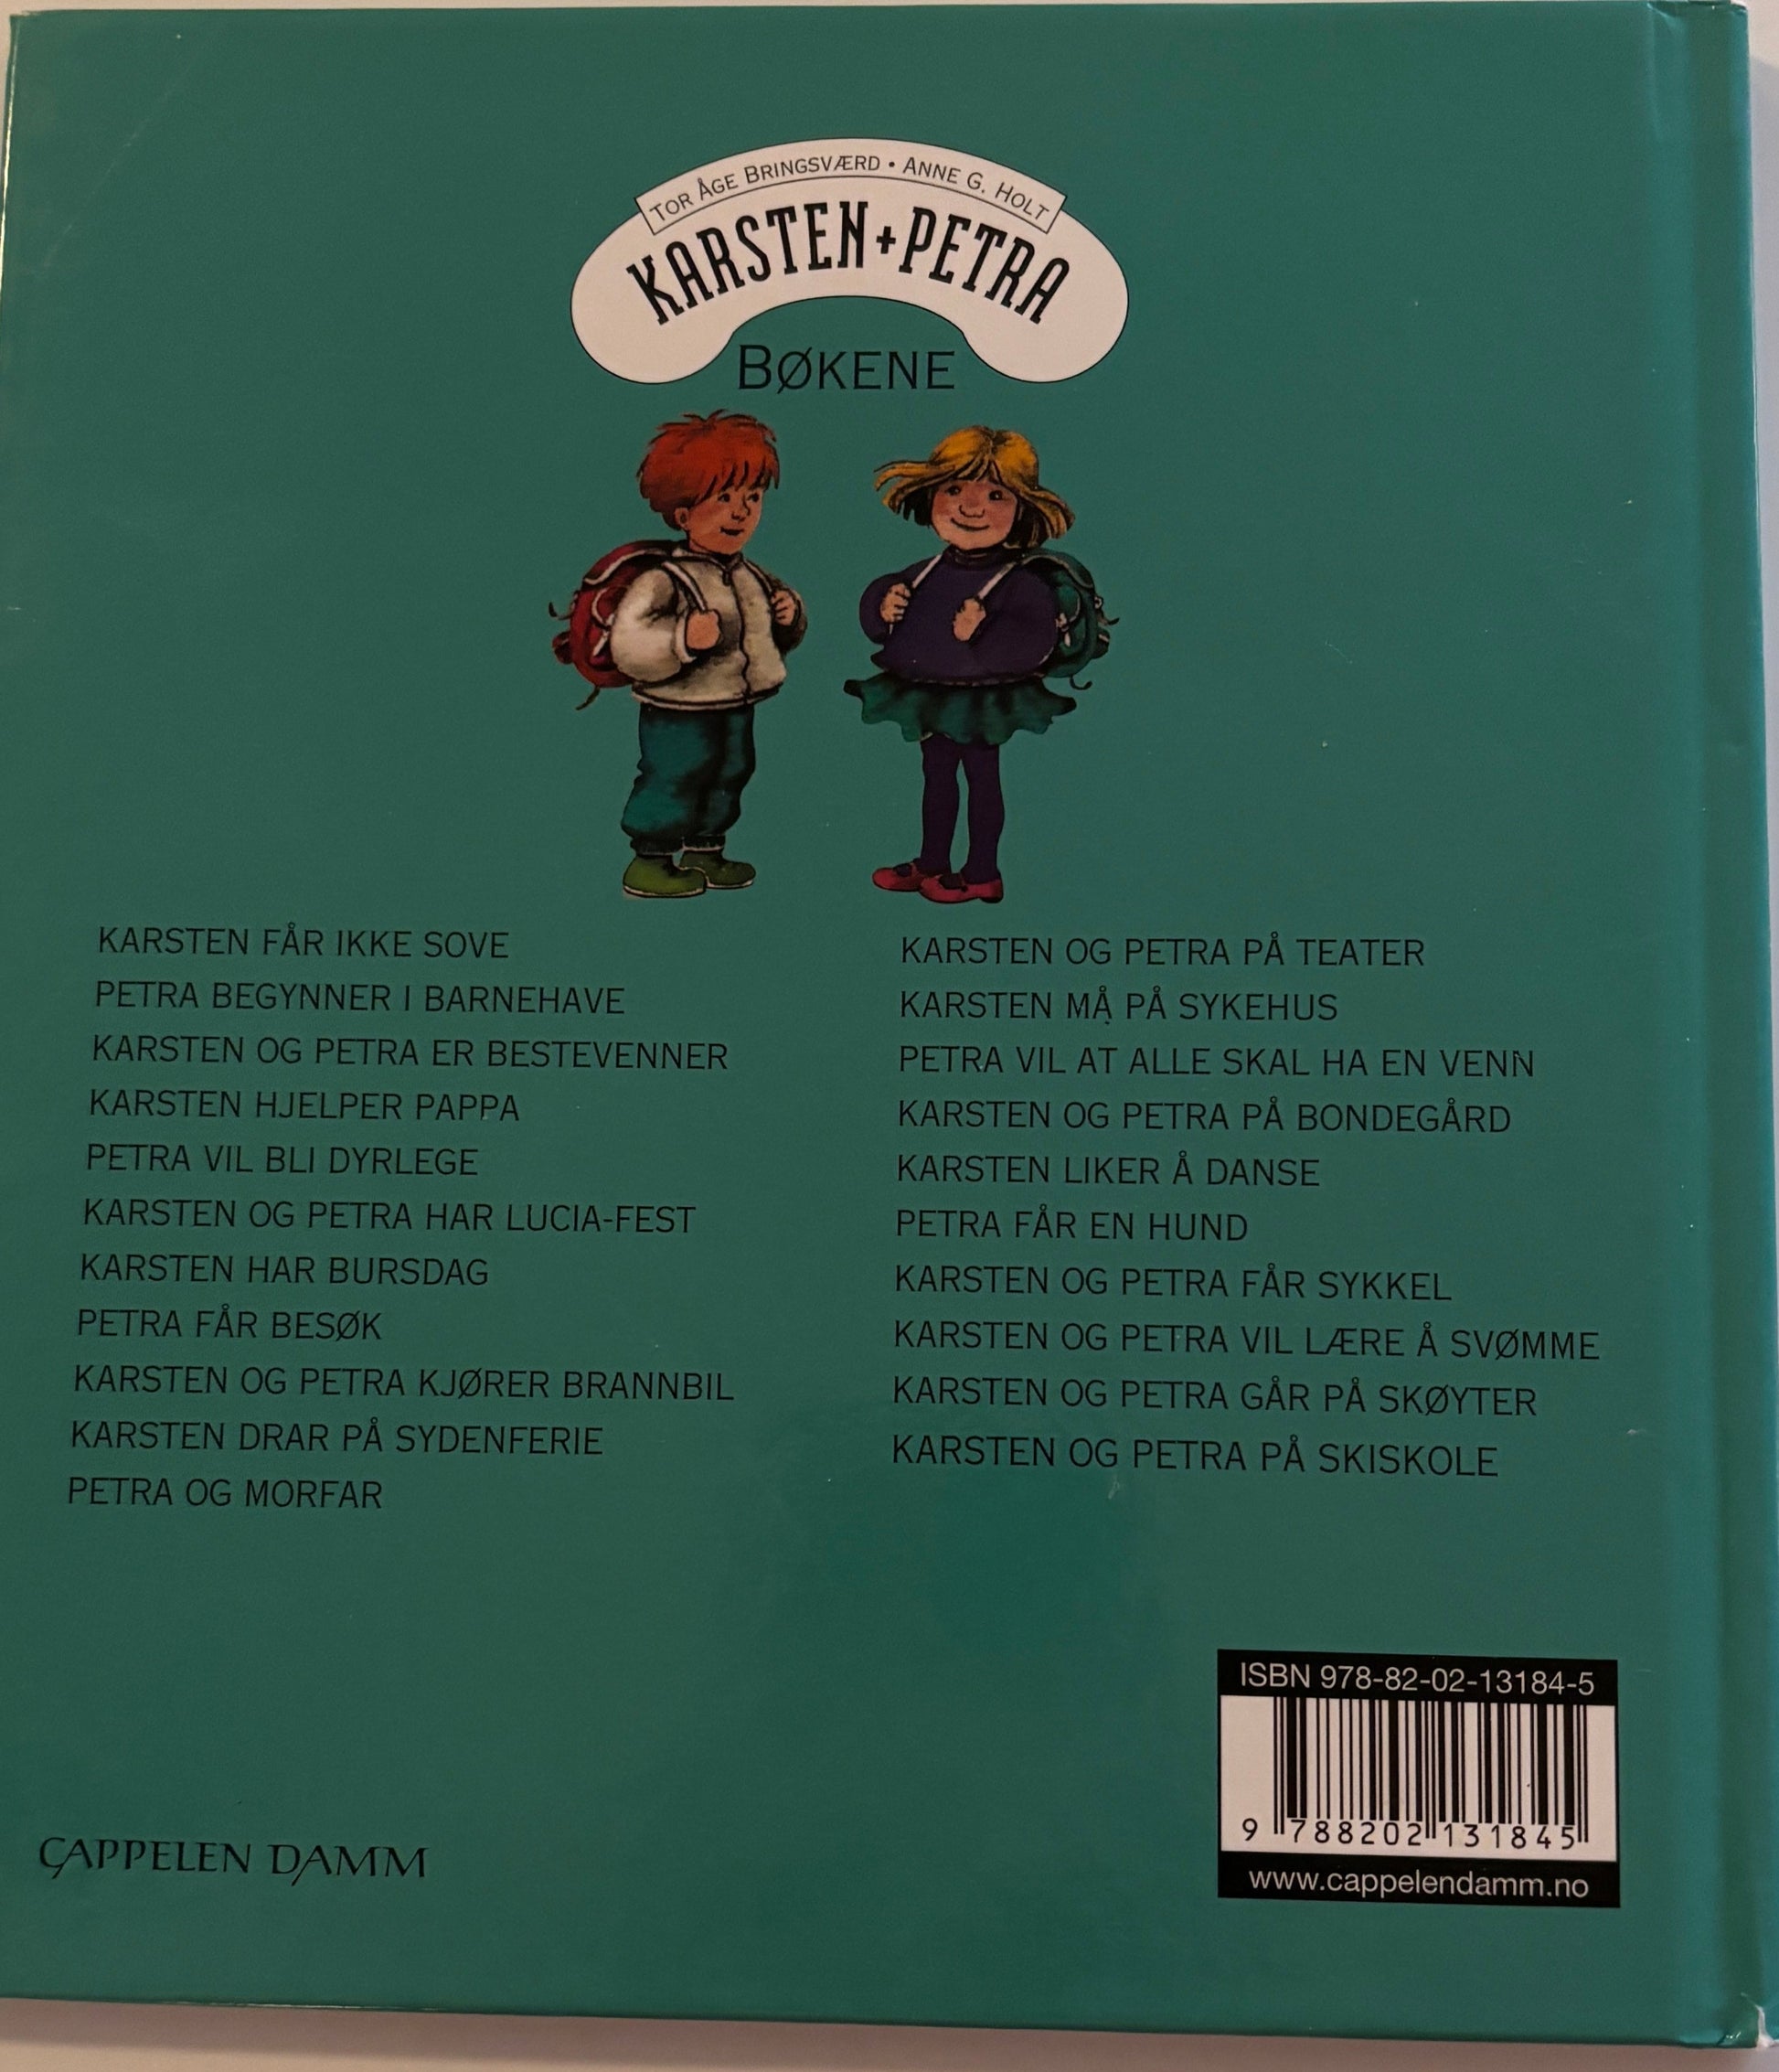 TOR ÅGE BRINGSVÆRD • ANNE G. HOLT
KARSTEN+PETRA
BØKENE
KARSTEN FÅR IKKE SOVE
PETRA BEGYNNER I BARNEHAVE
KARSTEN OG PETRA ER BESTEVENNER
KARSTEN HJELPER PAPPA
PETRA VIL BLI DYRLEGE
KARSTEN OG PETRA HAR LUCIA-FEST
KARSTEN HAR BURSDAG
PETRA FÅR BESØK
KARSTEN OG PETRA KJØRER BRANNBIL
KARSTEN DRAR PÅ SYDENFERIE
PETRA OG MORFAR
KARSTEN OG PETRA PÅ TEATER
KARSTEN MÅ PÅ SYKEHUS
PETRA VIL AT ALLE SKAL HA EN VENN
KARSTEN OG PETRA PÅ BONDEGÅRD
KARSTEN LIKER Å DANSE
PETRA FÅR EN HUND
KARSTEN OG PETRA FÅR SYKKEL
KARSTEN OG PETRA VIL LÆRE Å SVØMME
KARSTEN OG PETRA GÅR PÅ SKØYTER
KARSTEN OG PETRA PÅ SKISKOLE
ISBN 978-82-02-13184-5
9 788202 131845
www.cappelendamm.no
CAPPELEN DAMM